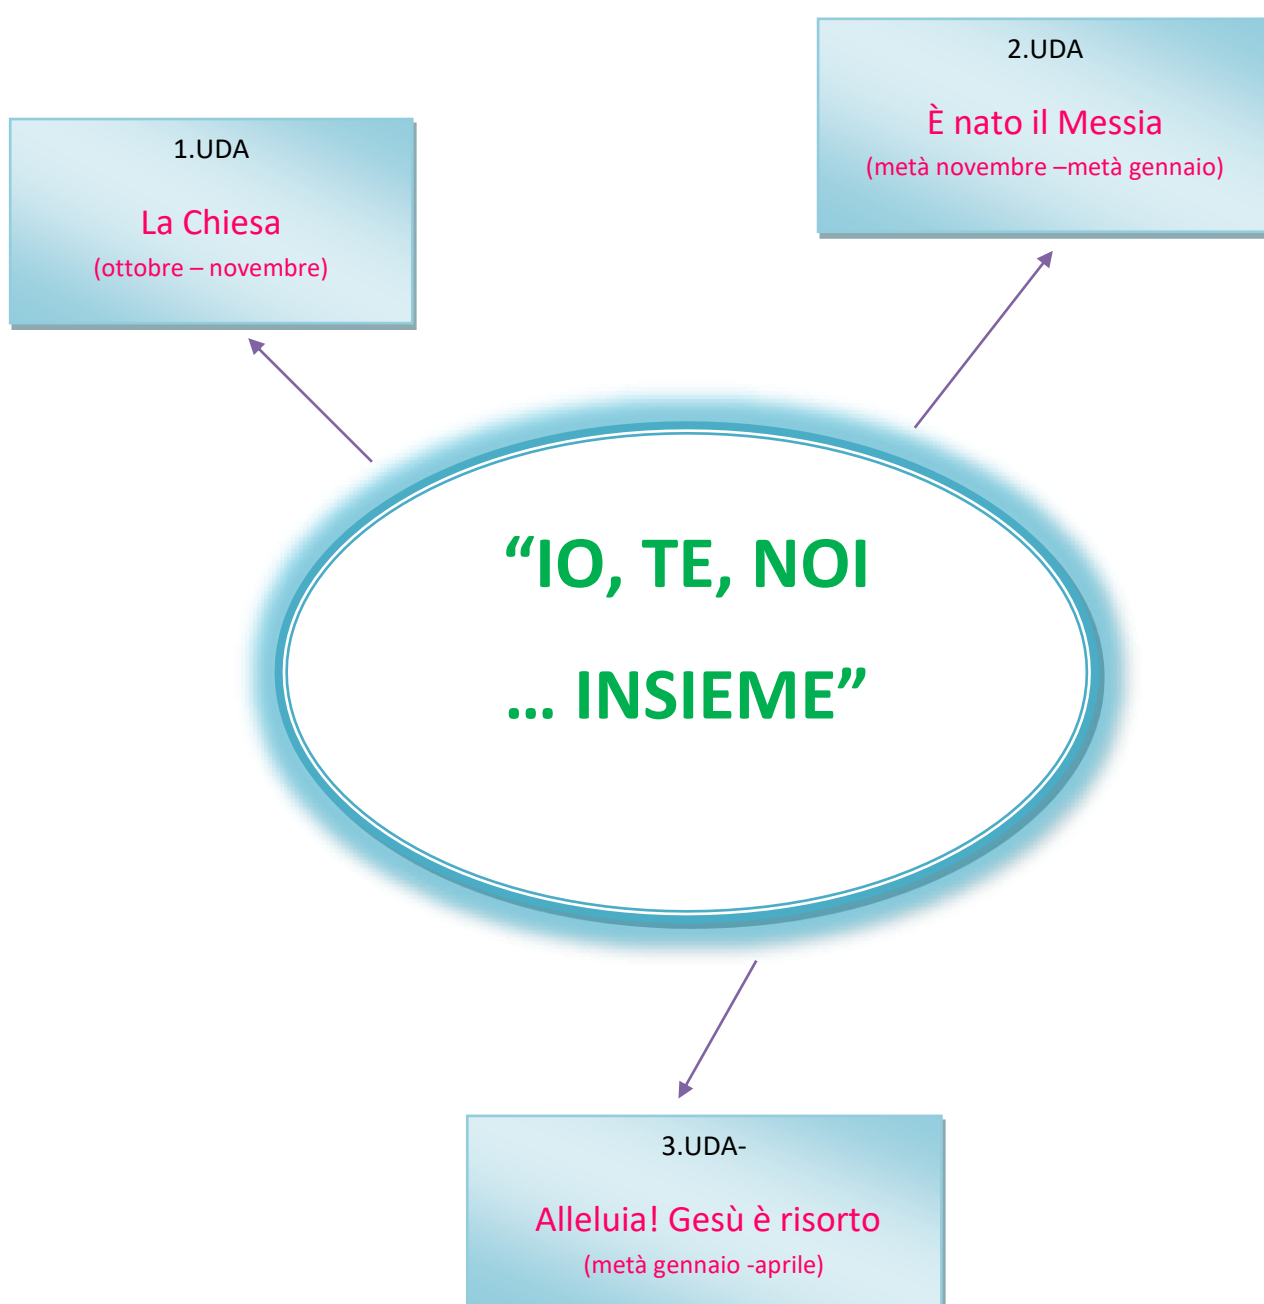 1.UDA
La Chiesa
(ottobre – novembre)
2.UDA
È nato il Messia
(metà novembre –metà gennaio)
“IO, TE, NOI
... INSIEME”
3.UDA-
Alleluia! Gesù è risorto
(metà gennaio -aprile)